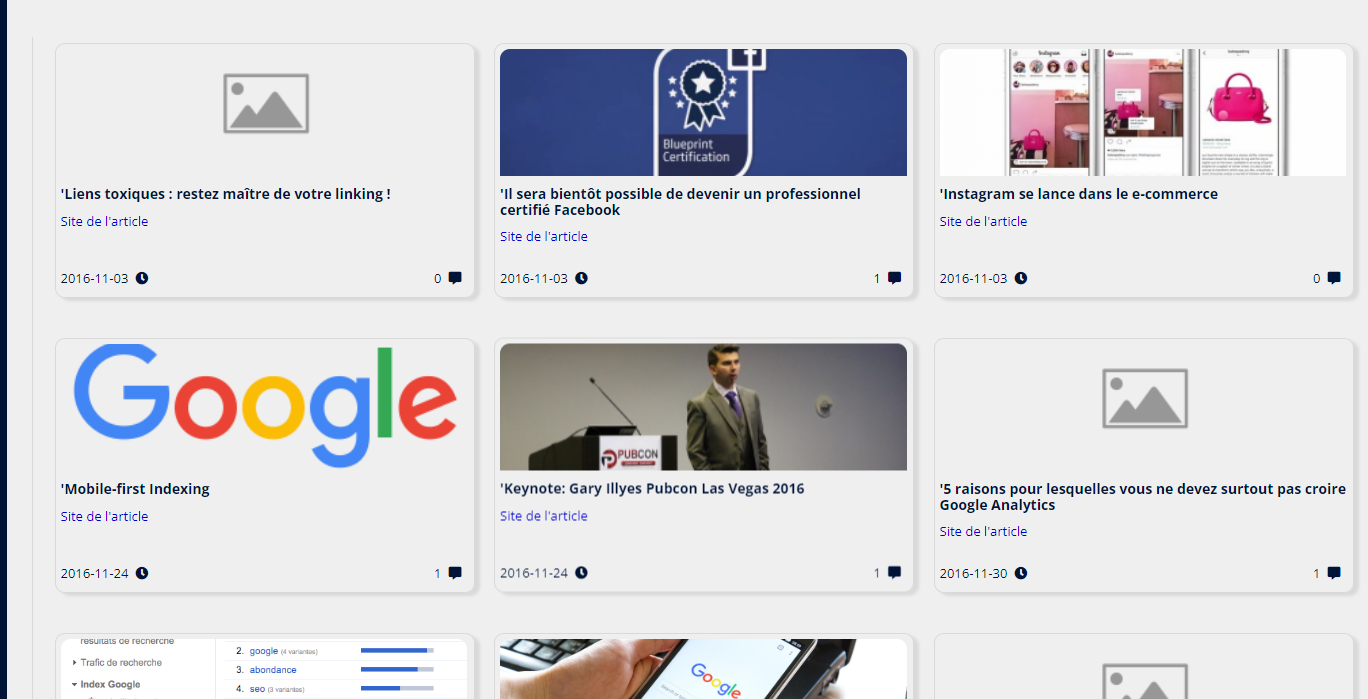 Blueprint
Certification
Instagram
'Liens toxiques : restez maître de votre linking !
Site de l'article
2016-11-03
0
'Il sera bientôt possible de devenir un professionnel
certifié Facebook
Site de l'article
2016-11-03
1
'Instagram se lance dans le e-commerce
Site de l'article
2016-11-03
0
Google
'Mobile-first Indexing
Site de l'article
2016-11-24
1
PUBCON
'Keynote: Gary Illyes Pubcon Las Vegas 2016
Site de l'article
2016-11-24
1
'5 raisons pour lesquelles vous ne devez surtout pas croire
Google Analytics
Site de l'article
2016-11-30
1
résultats de recherche
Trafic de recherche
Index Google
2. google (4 variantes)
3. abondance
4. seo (3 variantes)
Google